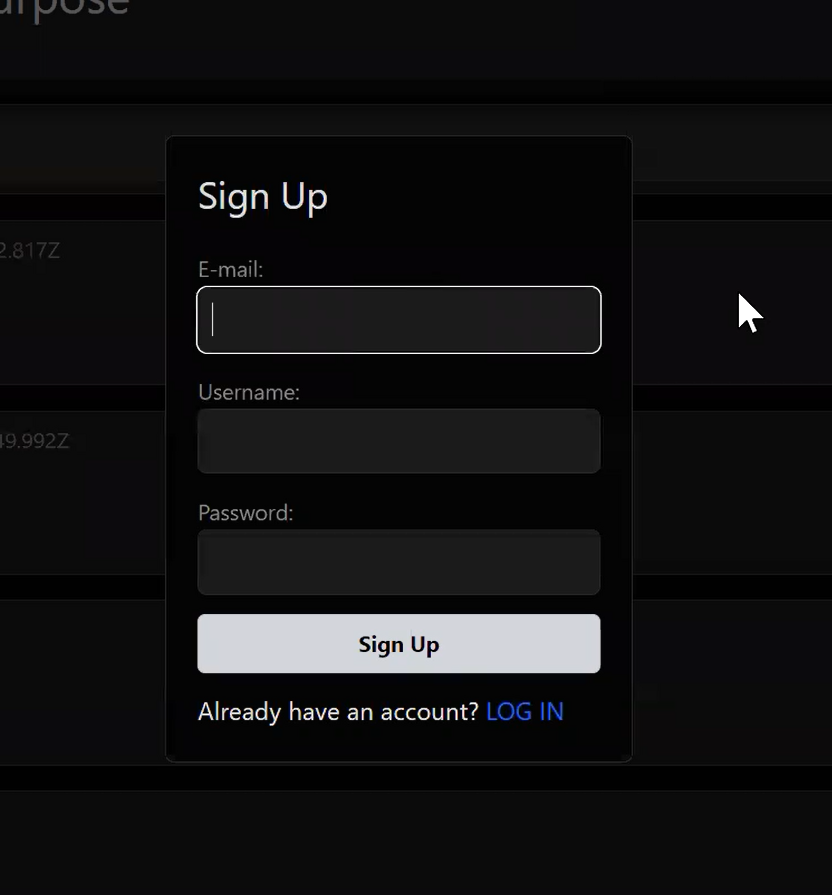 urpose
Sign Up
2.817Z
E-mail:
Username:
49.992Z
Password:
Sign Up
Already have an account? LOG IN